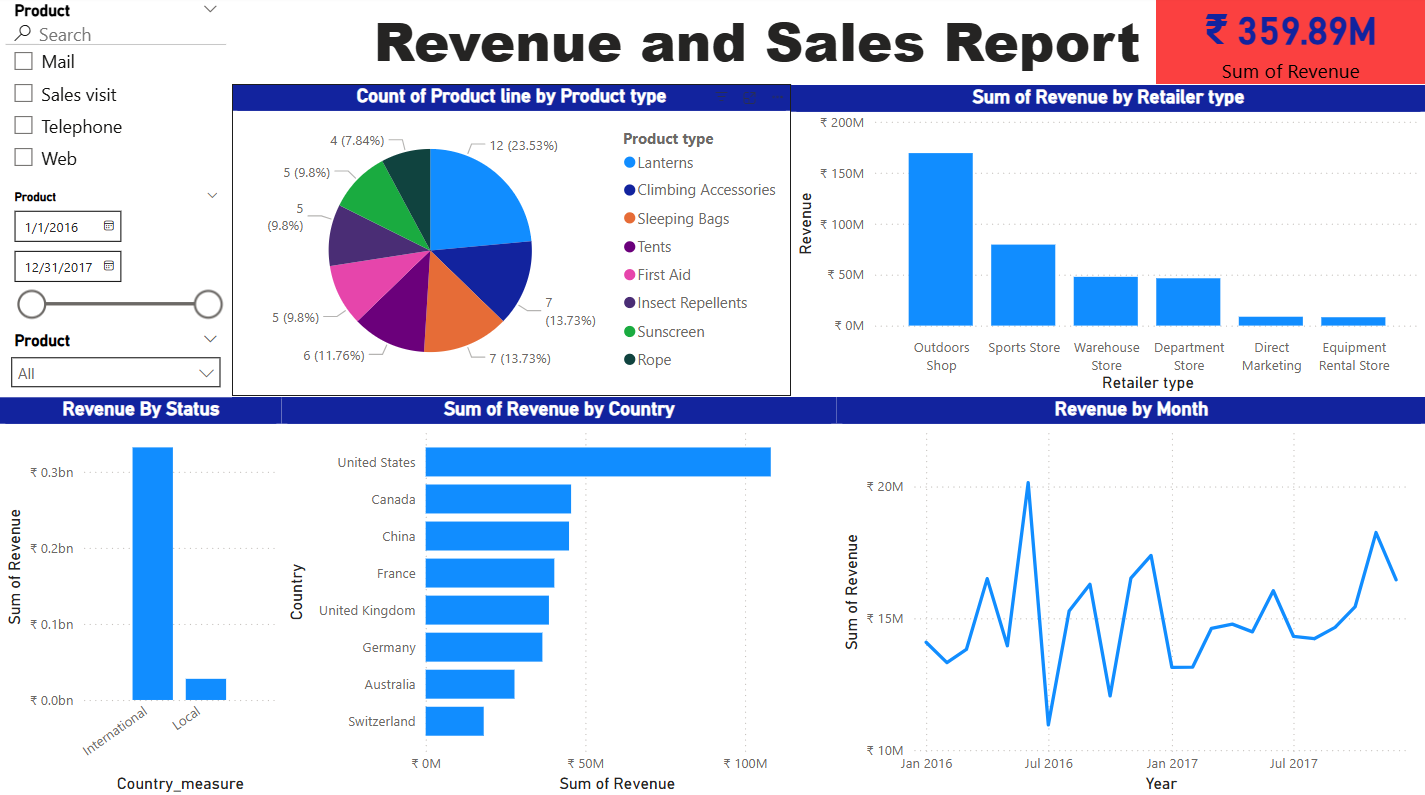 Product
Search
Mail
Sales visit
Telephone
Web
Product
1/1/2016
12/31/2017
Product
All
Revenue and Sales Report
₹ 359.89M
Sum of Revenue
Count of Product line by Product type
4 (7.84%)
12 (23.53%)
5 (9.8%)
5
(9.8%)
5 (9.8%)
7
(13.73%)
6 (11.76%)
7 (13.73%)
Product type
Lanterns
Climbing Accessories
Sleeping Bags
Tents
First Aid
Insect Repellents
Sunscreen
Rope
Sum of Revenue by Retailer type
Revenue
₹ 200M
₹ 150M
₹ 100M
₹ 50M
₹ 0M
Outdoors
Shop
Sports Store
Warehouse
Store
Department
Store
Direct
Marketing
Equipment
Rental Store
Retailer type
Revenue By Status
Sum of Revenue
₹ 0.3bn
₹ 0.2bn
₹ 0.1bn
₹ 0.0bn
International
Local
Country_measure
Sum of Revenue by Country
Country
United States
Canada
China
France
United Kingdom
Germany
Australia
Switzerland
₹ 0M
₹ 50M
₹ 100M
Sum of Revenue
Revenue by Month
Sum of Revenue
₹ 20M
₹ 15M
₹ 10M
Jan 2016
Jul 2016
Jan 2017
Jul 2017
Year